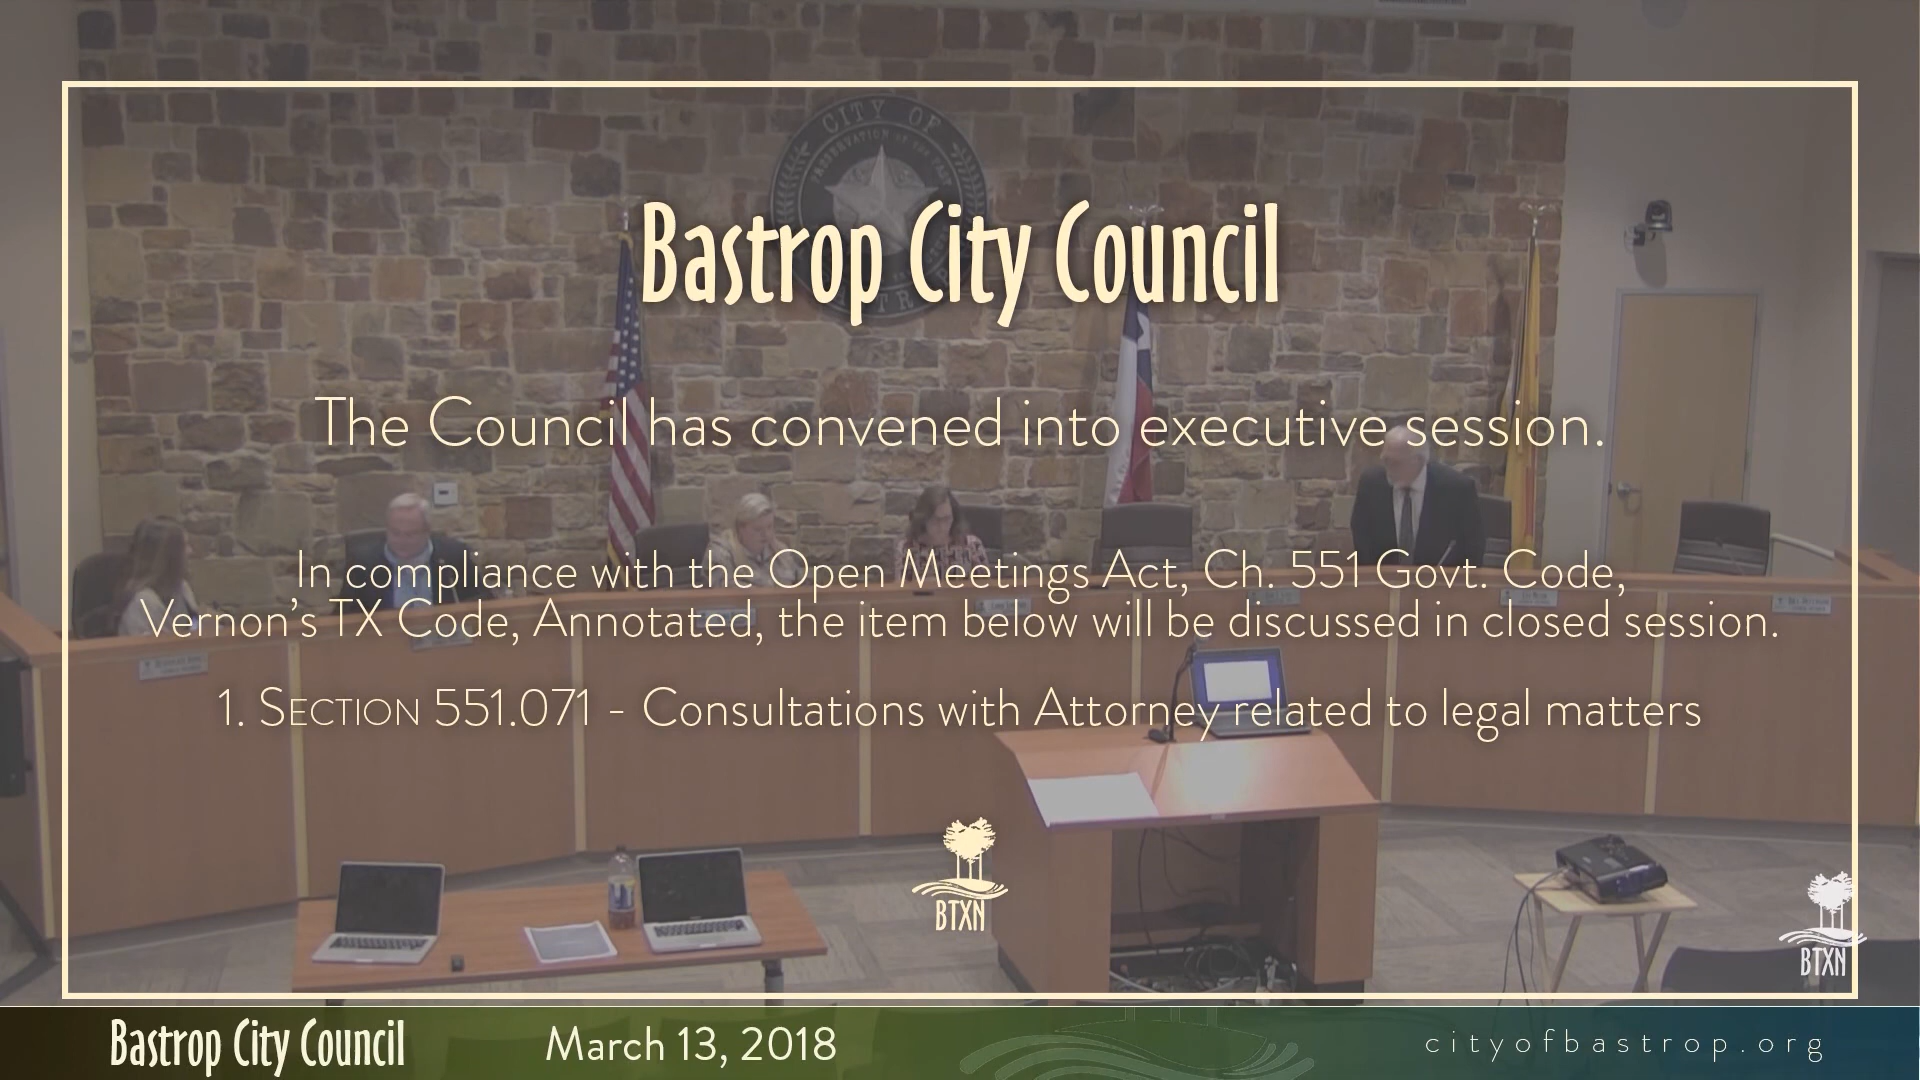 CITY OF
Bastrop City Council
The Council has convened into executive session.
In compliance with the Open Meetings Act, Ch. 551 Govt. Code,
Vernon’s TX Code, Annotated, the item below will be discussed in closed session.
1. SECTION 551.071 - Consultations with Attorney related to legal matters
BTXN
BTXN
Bastrop City Council
March 13, 2018
cityofbastrop.org